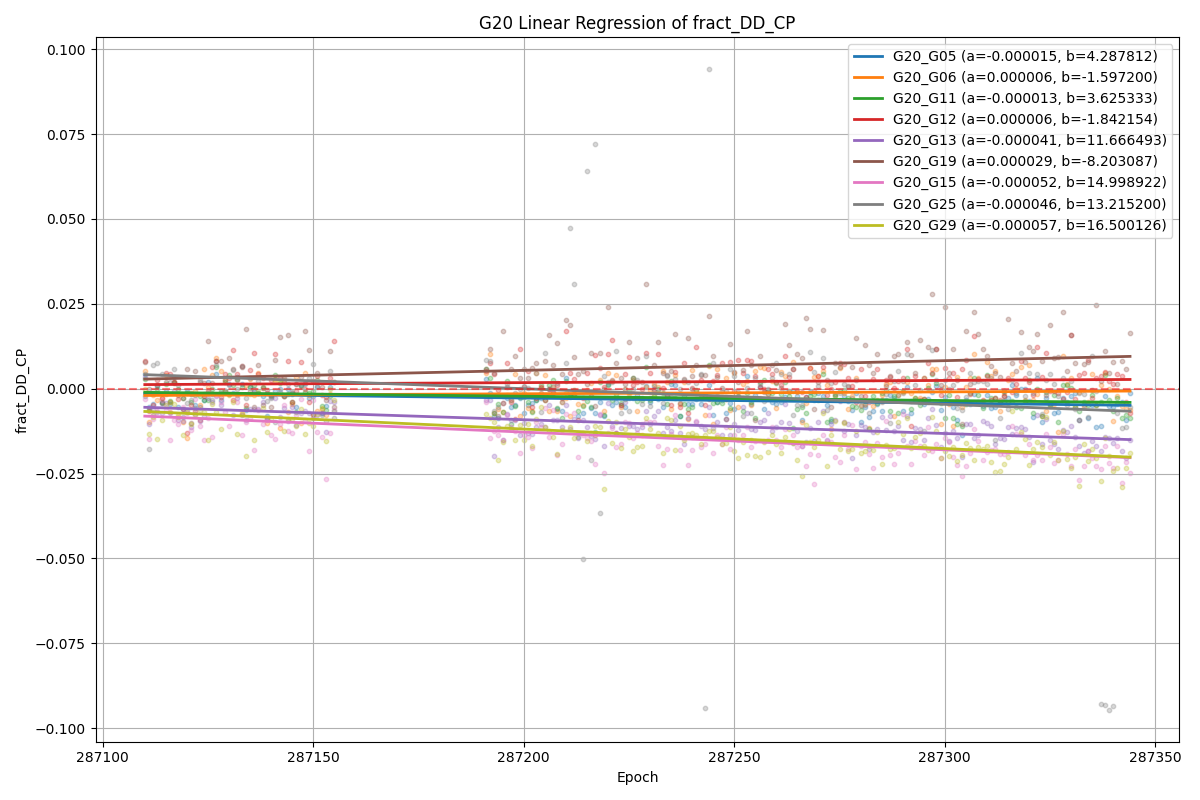 G20 Linear Regression of fract_DD_CP
G20_G05 (a=-0.000015, b=4.287812)
G20_G06 (a=0.000006, b=-1.597200)
G20_G11 (a=-0.000013, b=3.625333)
G20_G12 (a=0.000006, b=-1.842154)
G20_G13 (a=-0.000041, b=11.666493)
G20_G19 (a=0.000029, b=-8.203087)
G20_G15 (a=-0.000052, b=14.998922)
G20_G25 (a=-0.000046, b=13.215200)
G20_G29 (a=-0.000057, b=16.500126)
fract_DD_CP
0.100
0.075
0.050
0.025
0.000
−0.025
−0.050
−0.075
−0.100
287100 287150 287200 287250 287300 287350
Epoch